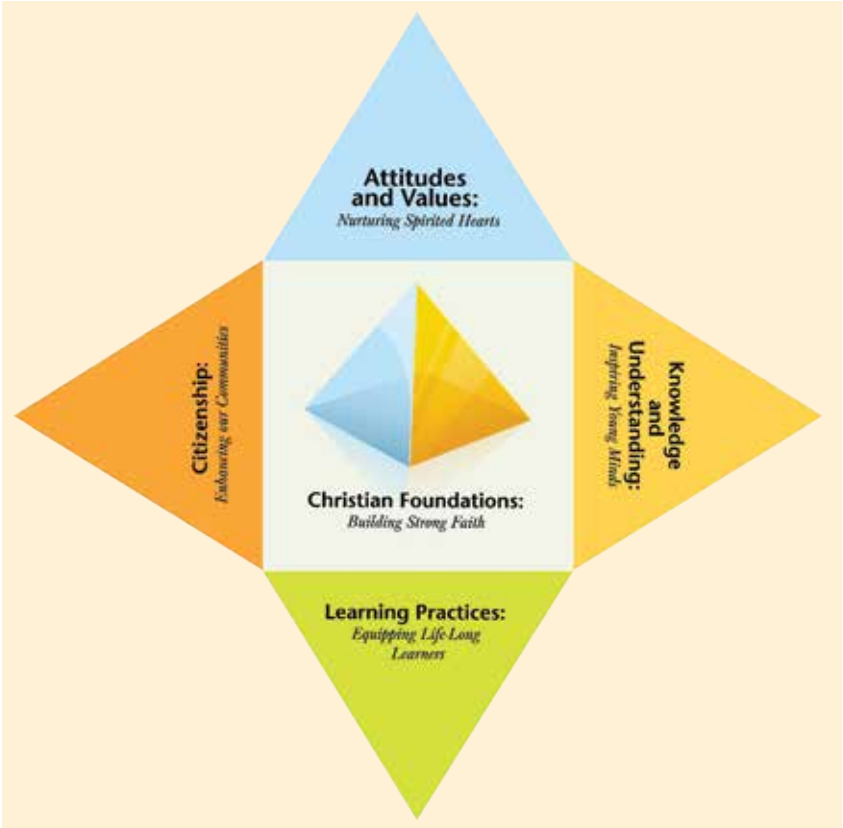 Attitudes
and Values:
Nurturing Spirited Hearts
Citizenship:
Enhancing our Communities
Knowledge
and
Understanding:
Inspiring Young Minds
Christian Foundations:
Building Strong Faith
Learning Practices:
Equipping Life-Long
Learners